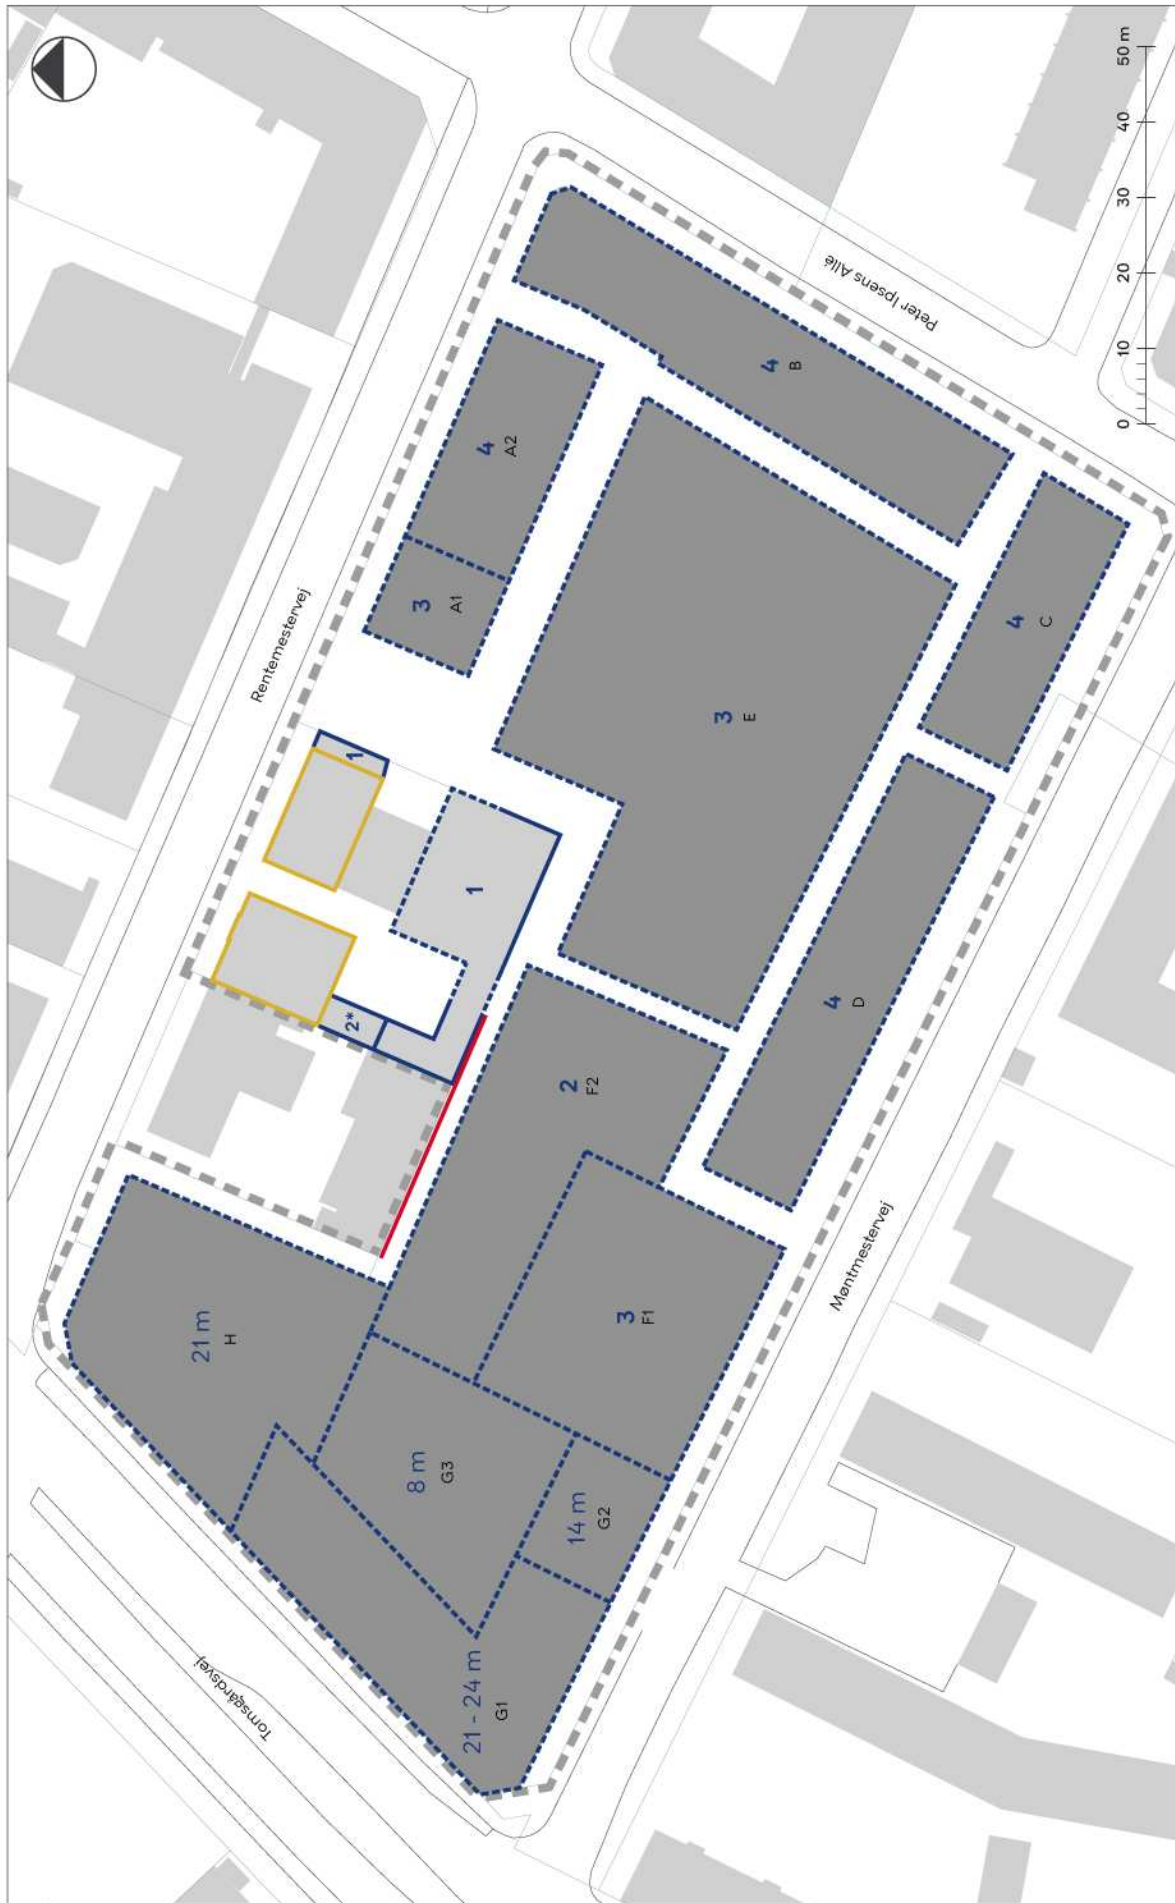 Tomsgårdsvej
Rentemestervej
Peter Ipsens Allé
Møntmestervej
21 m
H
21 - 24 m
G1
14 m
G2
8 m
G3
3
F1
2
F2
2*
1
1
3
A1
4
A2
4
B
4
C
4
D
3
E
0 10 20 30 40 50 m